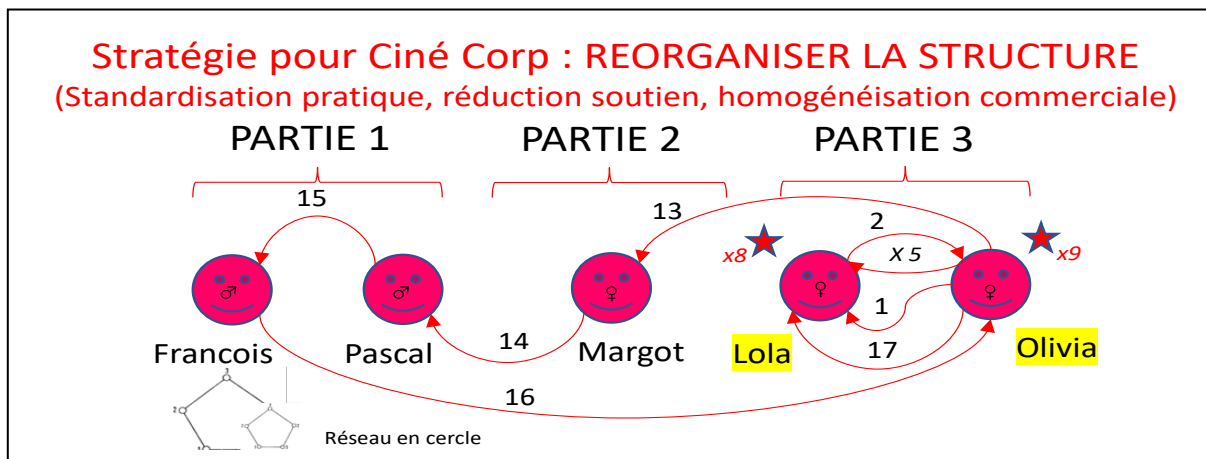 Stratégie pour Ciné Corp : REORGANISER LA STRUCTURE
(Standardisation pratique, réduction soutien, homogénéisation commerciale)
PARTIE 1 PARTIE 2 PARTIE 3
15 13 2
x8 X 5 x9
♂ ♂ ♀ ♀ ♀
14 1
Francois Pascal Margot Lola 17 Olivia
16
Réseau en cercle